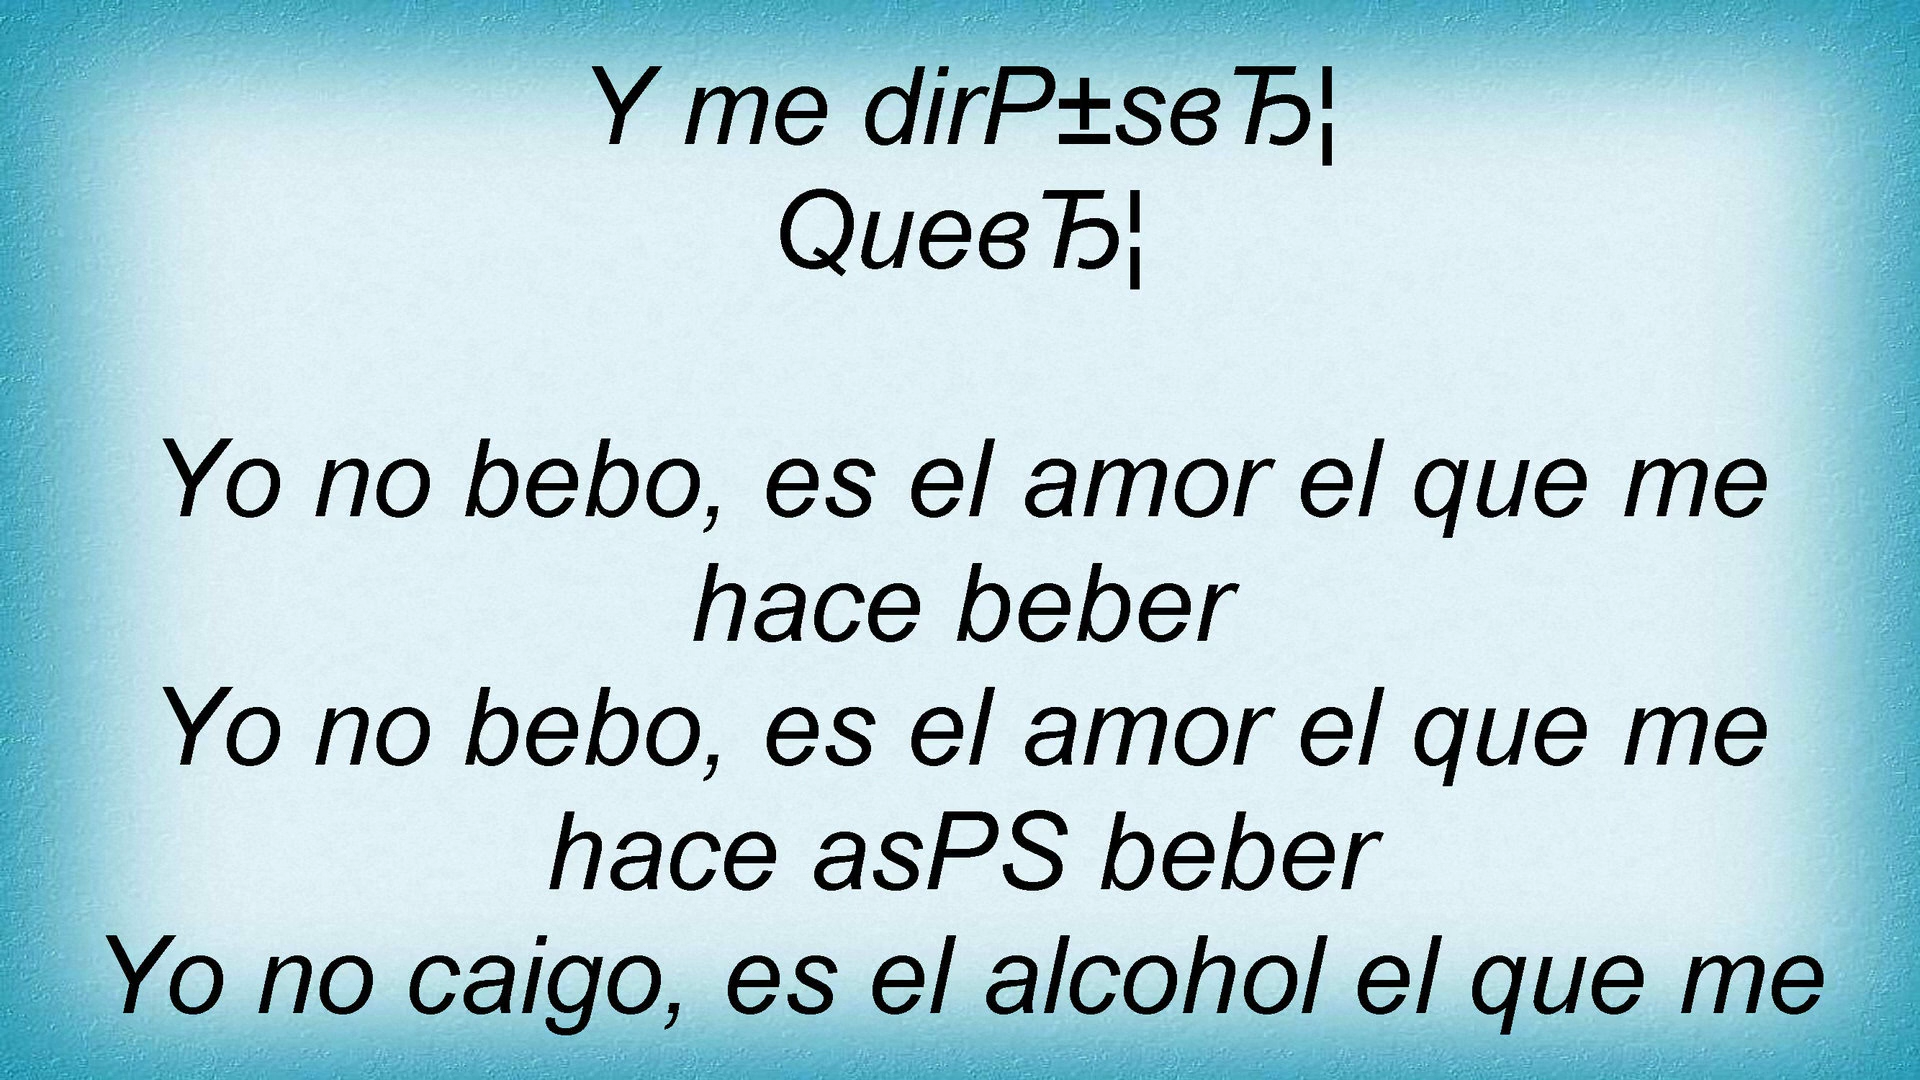 Y me dirP±sвЂ¦
QueвЂ¦
Yo no bebo, es el amor el que me
hace beber
Yo no bebo, es el amor el que me
hace asPS beber
Yo no caigo, es el alcohol el que me